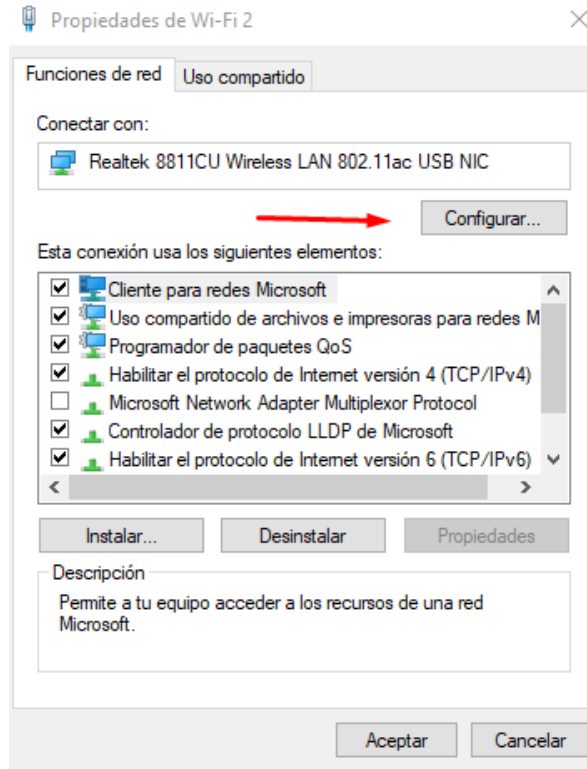 Propiedades de Wi-Fi 2
Funciones de red
Uso compartido
Conectar con:
Realtek 8811CU Wireless LAN 802.11ac USB NIC
Configurar...
Esta conexión usa los siguientes elementos:
Cliente para redes Microsoft
Uso compartido de archivos e impresoras para redes M
Programador de paquetes QoS
Habilitar el protocolo de Internet versión 4 (TCP/IPv4)
Microsoft Network Adapter Multiplexor Protocol
Controlador de protocolo LLDP de Microsoft
Habilitar el protocolo de Internet versión 6 (TCP/IPv6)
Instalar...
Desinstalar
Propiedades
Descripción
Permite a tu equipo acceder a los recursos de una red
Microsoft.
Aceptar
Cancelar